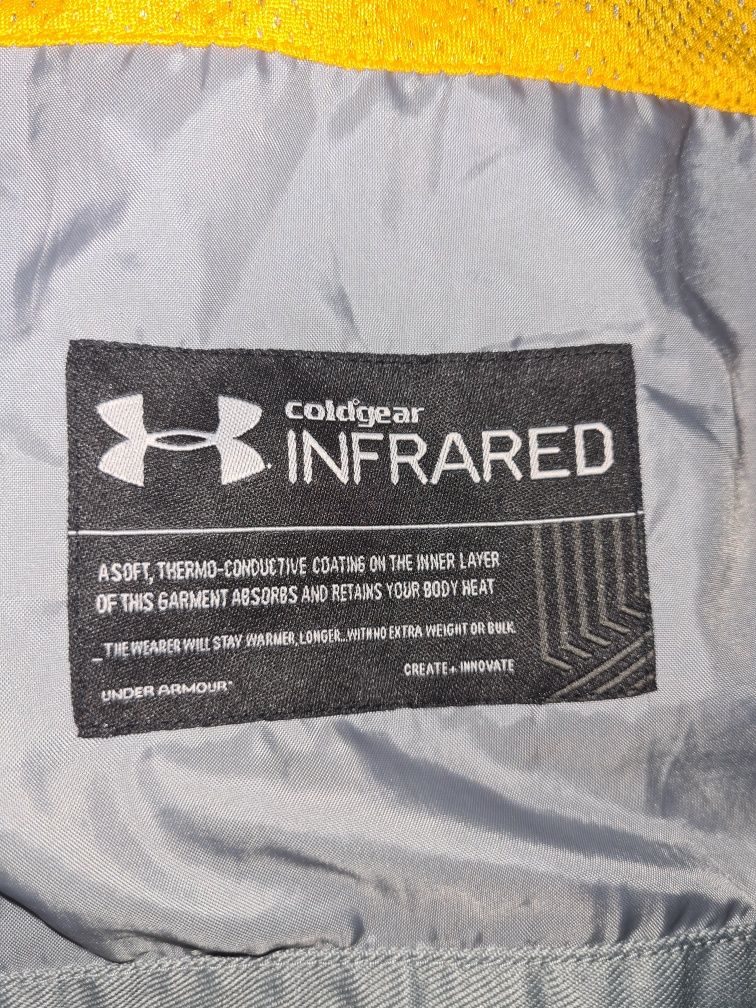 coldgear
INFRARED
A SOFT, THERMO-CONDUCTIVE COATING ON THE INNER LAYER
OF THIS GARMENT ABSORBS AND RETAINS YOUR BODY HEAT
_THE WEARER WILL STAY WARMER, LONGER...WITH NO EXTRA WEIGHT OR BULK.
CREATE+INNOVATE
UNDER ARMOUR